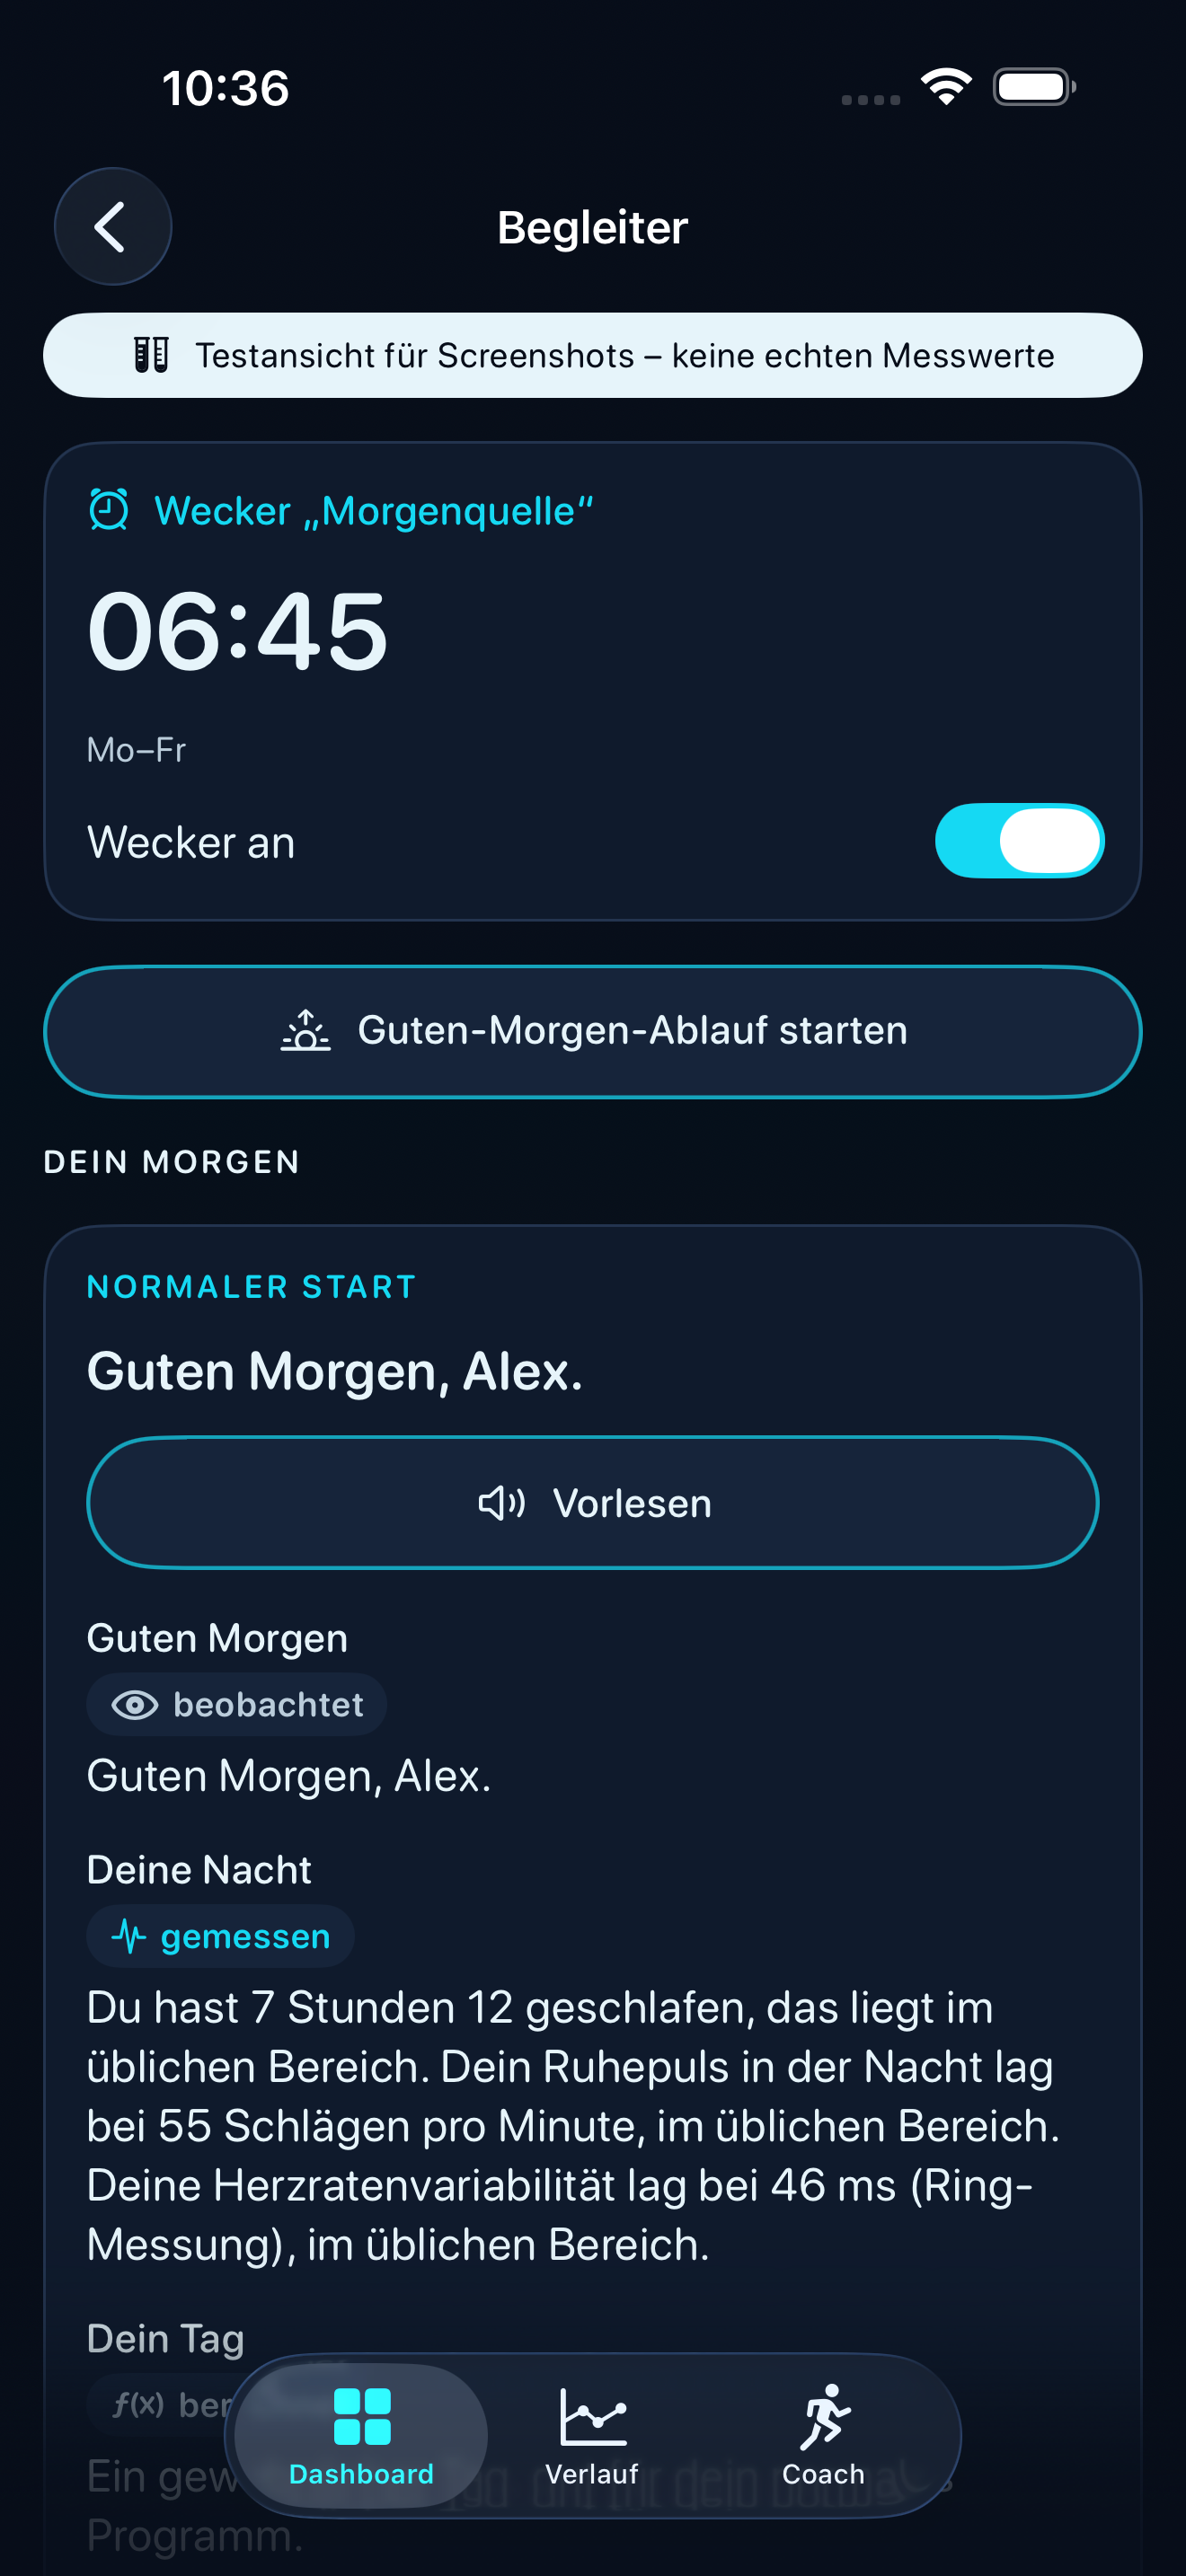 10:36
Begleiter
Testansicht für Screenshots – keine echten Messwerte
Wecker „Morgenquelle“
06:45
Mo–Fr
Wecker an
Guten-Morgen-Ablauf starten
DEIN MORGEN
NORMALER START
Guten Morgen, Alex.
Vorlesen
Guten Morgen
beobachtet
Guten Morgen, Alex.
Deine Nacht
gemessen
Du hast 7 Stunden 12 geschlafen, das liegt im
üblichen Bereich. Dein Ruhepuls in der Nacht lag
bei 55 Schlägen pro Minute, im üblichen Bereich.
Deine Herzratenvariabilität lag bei 46 ms (Ring-
Messung), im üblichen Bereich.
Dein Tag
f(x)
Ein
Programm.
Dashboard
Verlauf
Coach